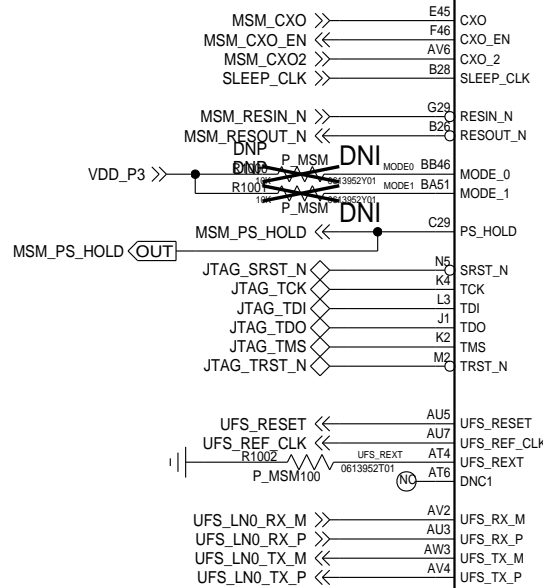 MSM_CXO E45 CXO
MSM_CXO_EN F46 CXO_EN
MSM_CXO2 AV6 CXO_2
SLEEP_CLK B28 SLEEP_CLK
MSM_RESIN_N G29 RESIN_N
MSM_RESOUT_N B26 RESOUT_N
DNP P_MSM DNI
DNP R1000 MODE0 BB46 MODE_0
VDD_P3 10K 0613952Y01
R1001 MODE1 BA51 MODE_1
10K 0613952Y01
P_MSM DNI
MSM_PS_HOLD C29 PS_HOLD
MSM_PS_HOLD OUT
JTAG_SRST_N N5 SRST_N
JTAG_TCK K4 TCK
JTAG_TDI L3 TDI
JTAG_TDO J1 TDO
JTAG_TMS K2 TMS
JTAG_TRST_N M2 TRST_N
UFS_RESET AU5 UFS_RESET
UFS_REF_CLK AU7 UFS_REF_CLK
R1002 UFS_REXT AT4 UFS_REXT
P_MSM100 0613952T01
NC AT6 DNC1
UFS_LN0_RX_M AV2 UFS_RX_M
UFS_LN0_RX_P AU3 UFS_RX_P
UFS_LN0_TX_M AW3 UFS_TX_M
UFS_LN0_TX_P AV4 UFS_TX_P